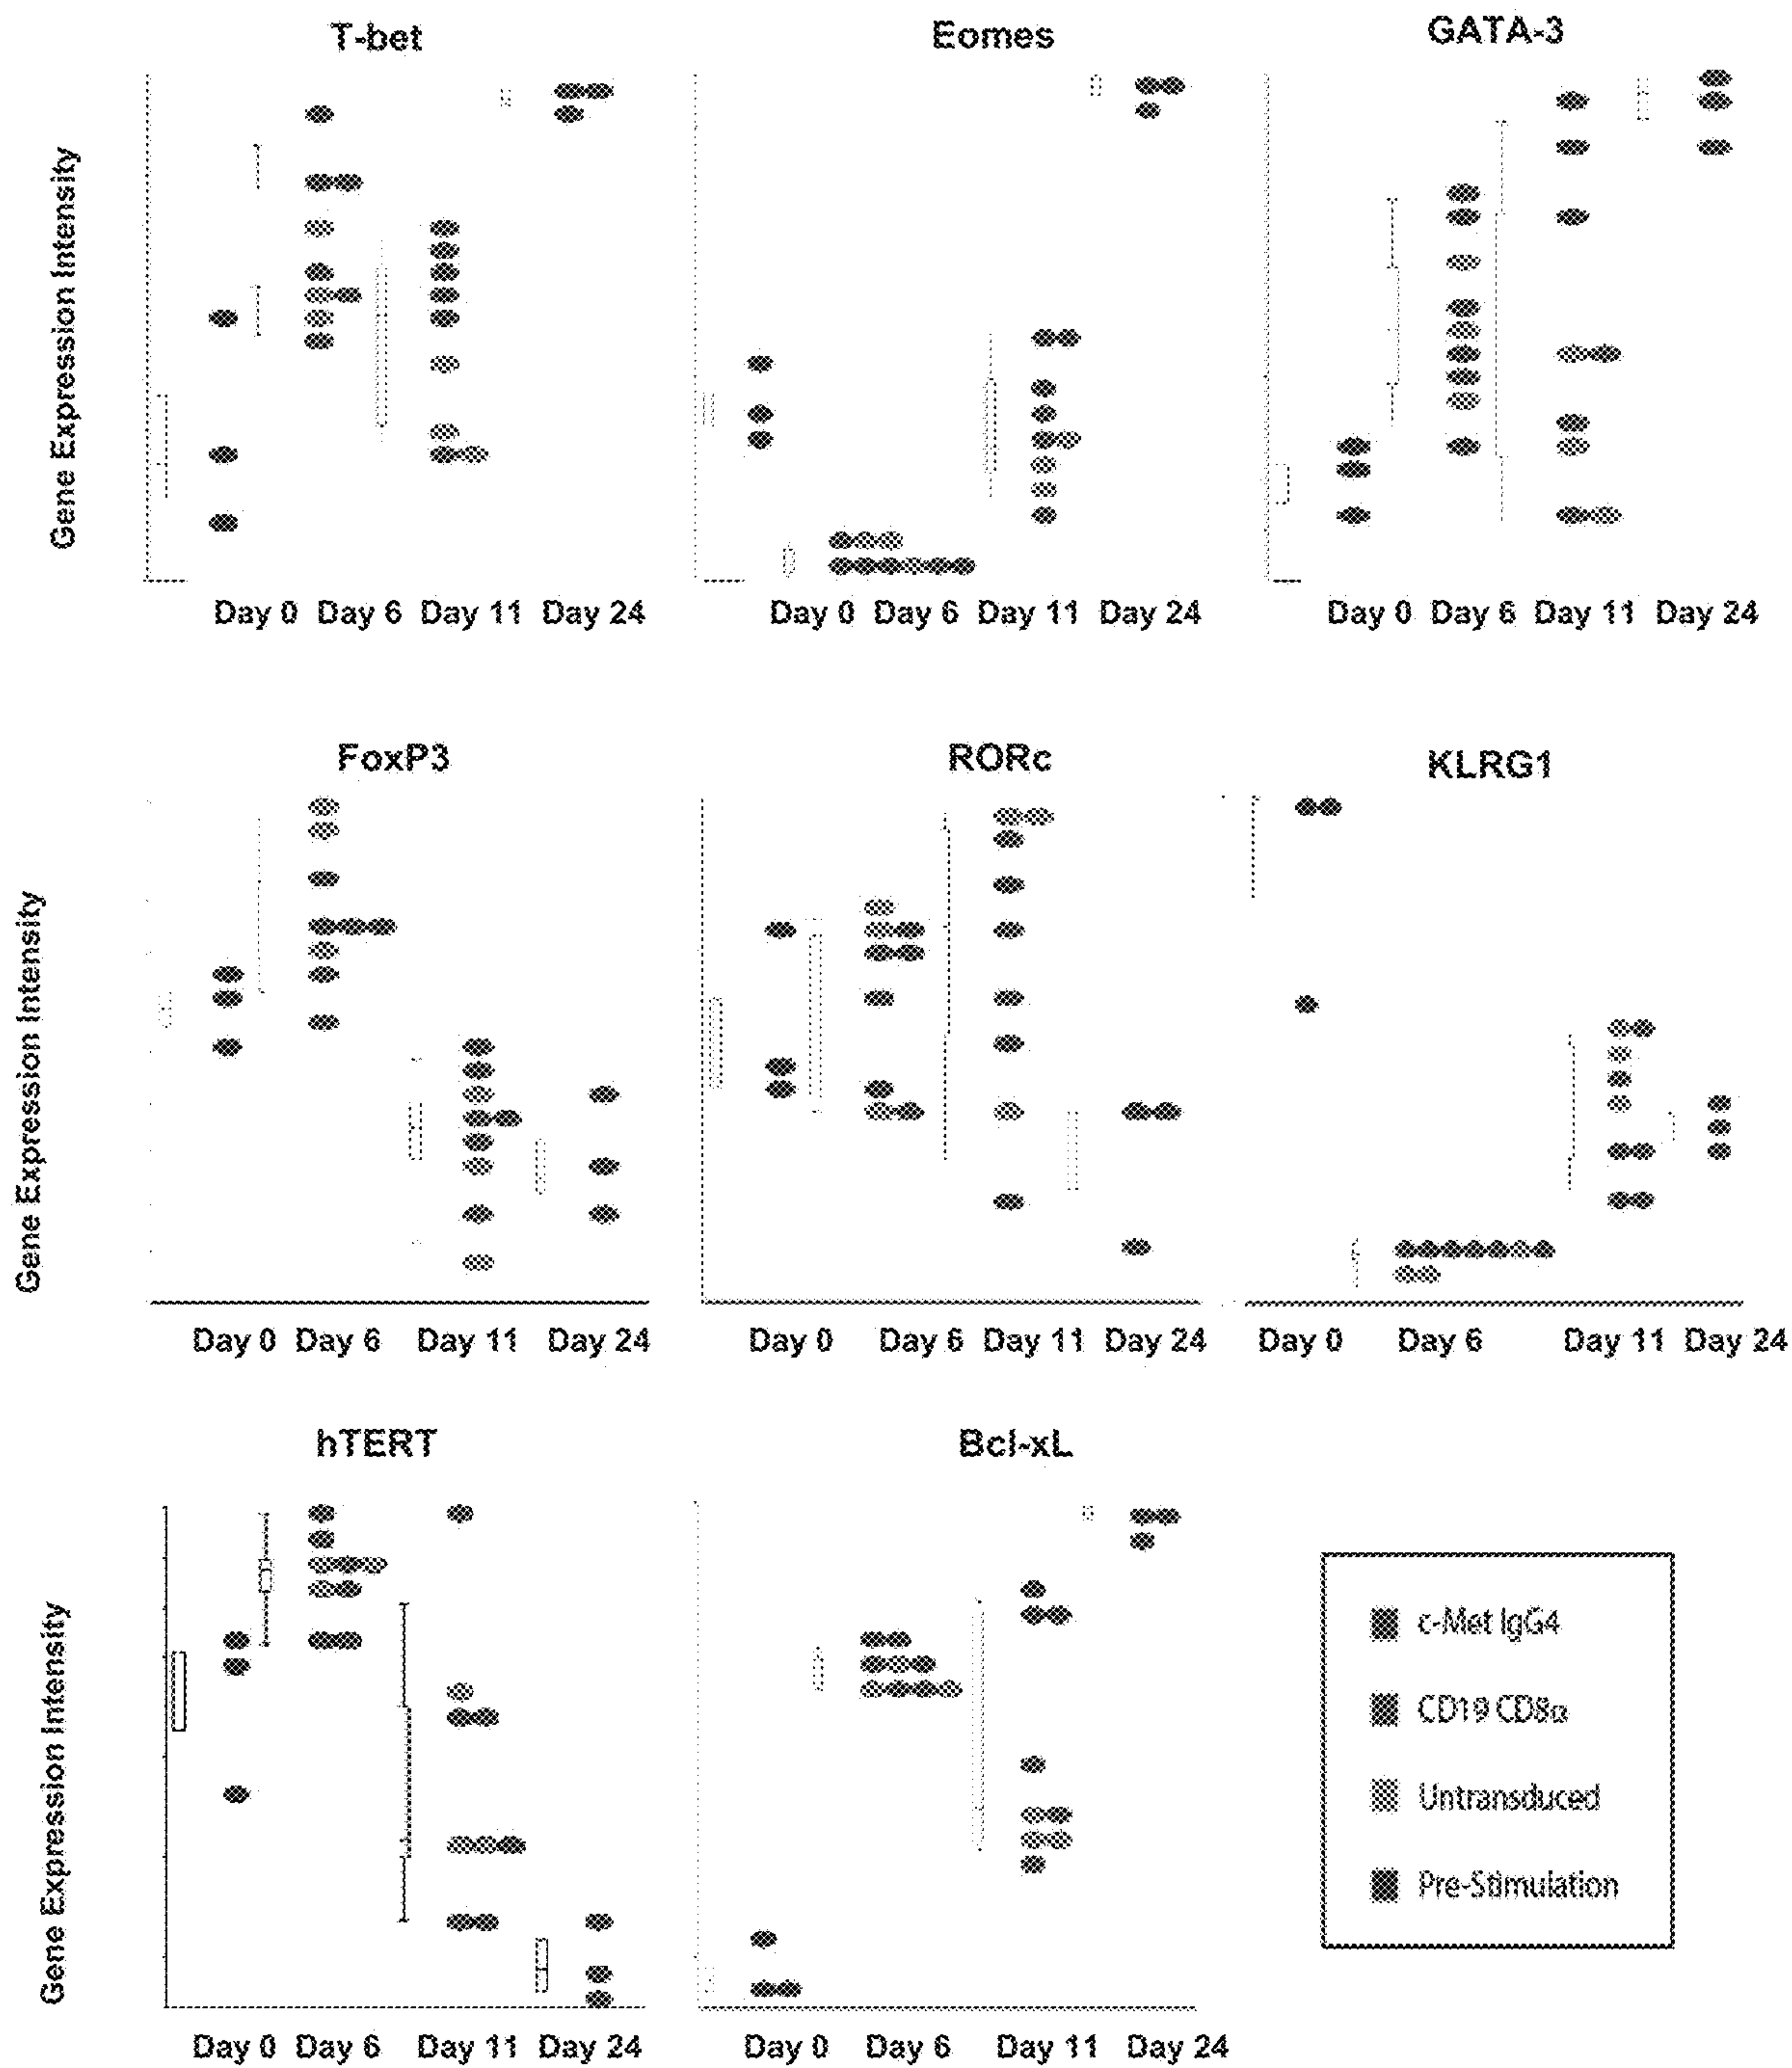 T-bet
Eomes
GATA-3
Gene Expression Intensity
Day 0 Day 6 Day 11 Day 24
Day 0 Day 6 Day 11 Day 24
Day 0 Day 6 Day 11 Day 24
FoxP3
RORc
KLRG1
Gene Expression Intensity
Day 0 Day 6 Day 11 Day 24
Day 0 Day 6 Day 11 Day 24
Day 0 Day 6 Day 11 Day 24
hTERT
Bcl-xL
Gene Expression Intensity
Day 0 Day 6 Day 11 Day 24
Day 0 Day 6 Day 11 Day 24
c-Met IgG4
CD19 CD8α
Untransduced
Pre-Stimulation